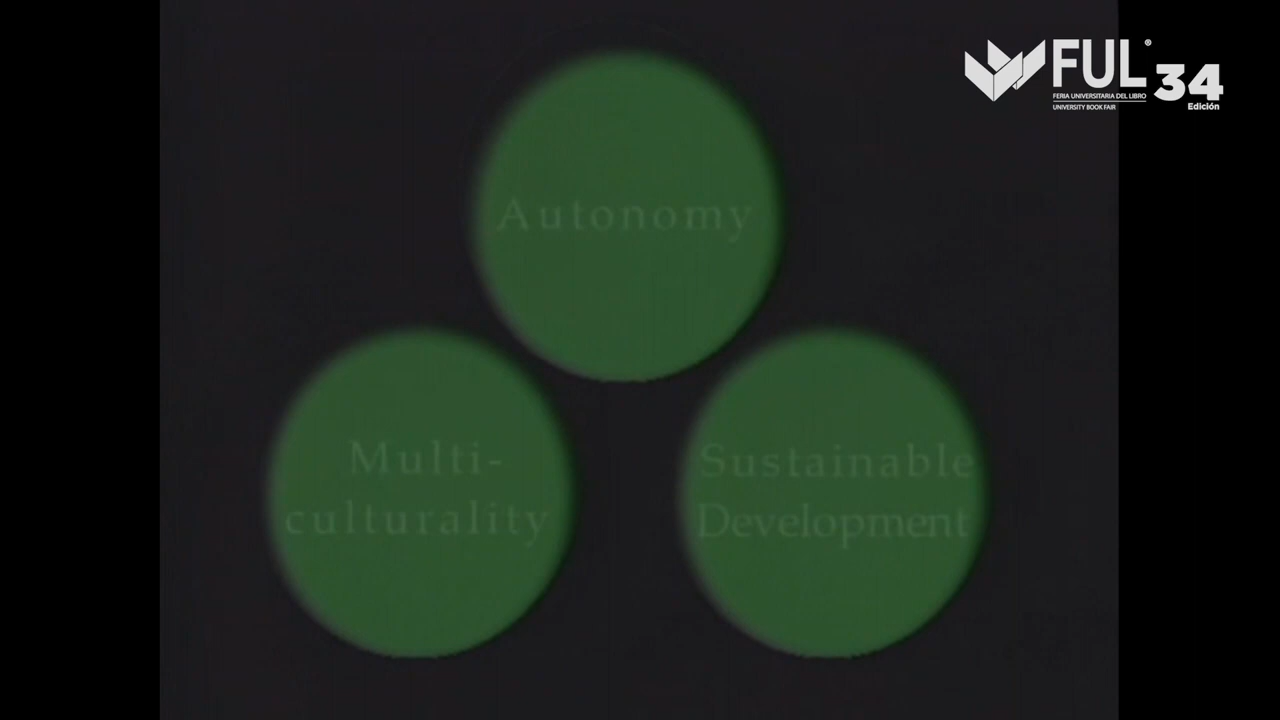 FUL®
34
FERIA UNIVERSITARIA DEL LIBRO
UNIVERSITY BOOK FAIR
Edición
Autonomy
Multi-
culturality
Sustainable
Development